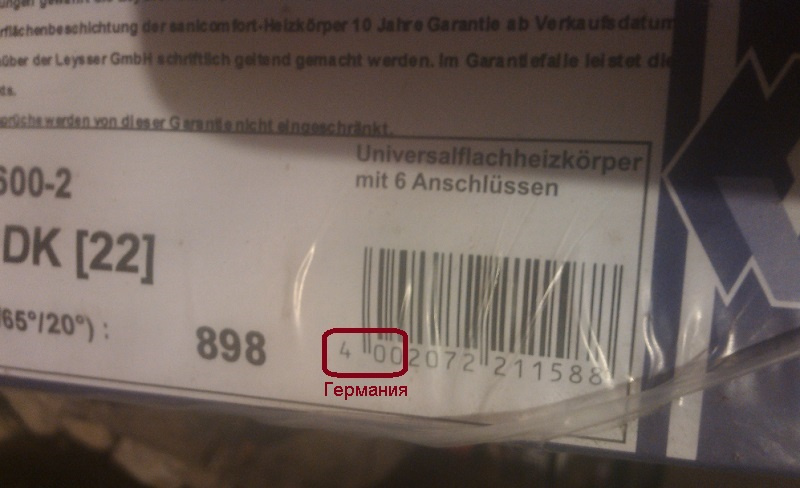 rflächenbeschichtung der sanicomfort-Heizkörper 10 Jahre Garantie ab Verkaufsdatum
über der Leysser GmbH schriftlich geltend gemacht werden. Im Garantiefalle leistet die
ts.
sprüche werden von dieser Garantie nicht eingeschränkt.
Universalflachheizkörper
mit 6 Anschlüssen
600-2
DK [22]
/65°/20°) :
898
4 002072 211588
Германия